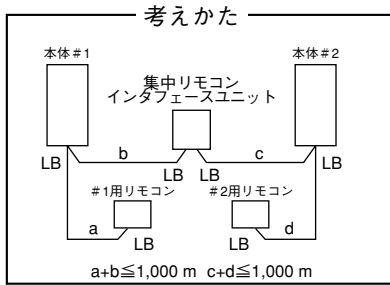 考えかた
本体#1
本体#2
集中リモコン
インタフェースユニット
b
c
LB
LB
LB
LB
#1用リモコン
#2用リモコン
a
d
LB
LB
a+b≦1,000 m c+d≦1,000 m